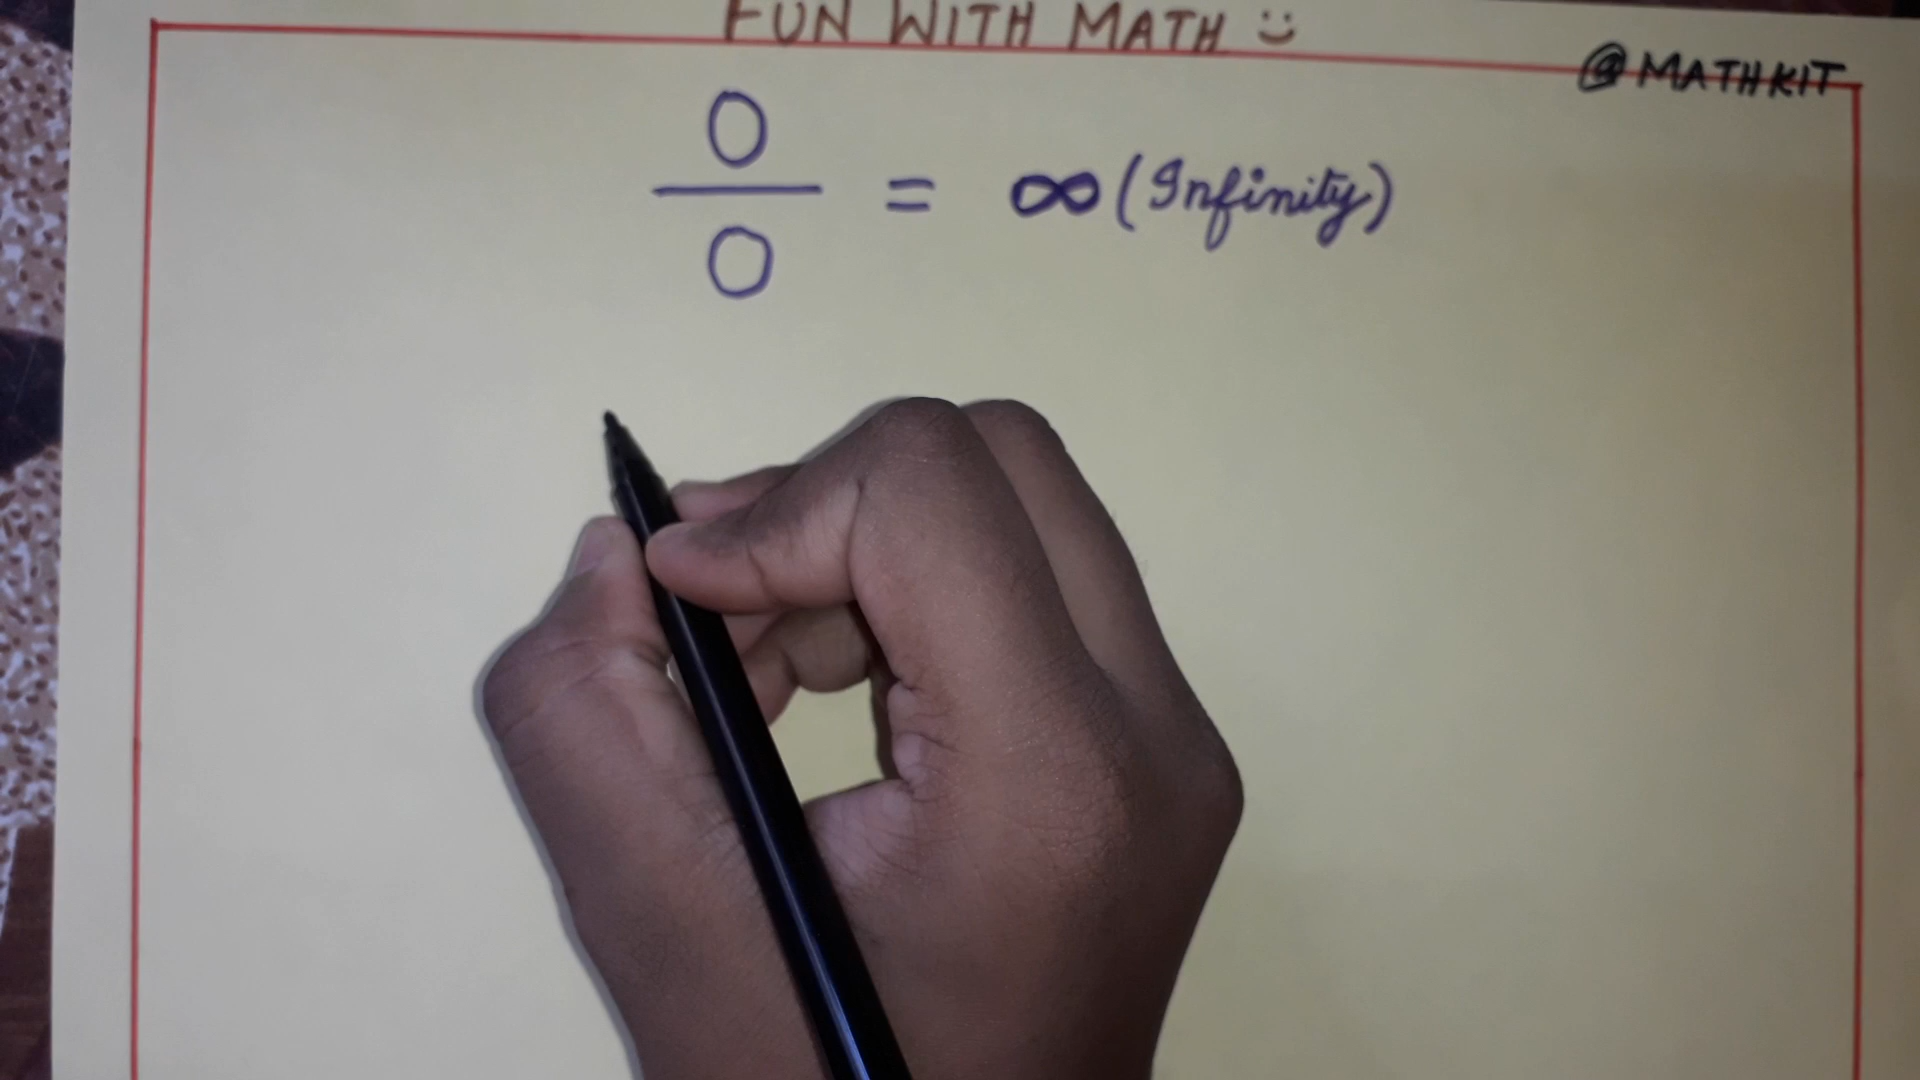 FUN WITH MATH :)
@MATHKIT
0
0
= ∞ (Infinity)